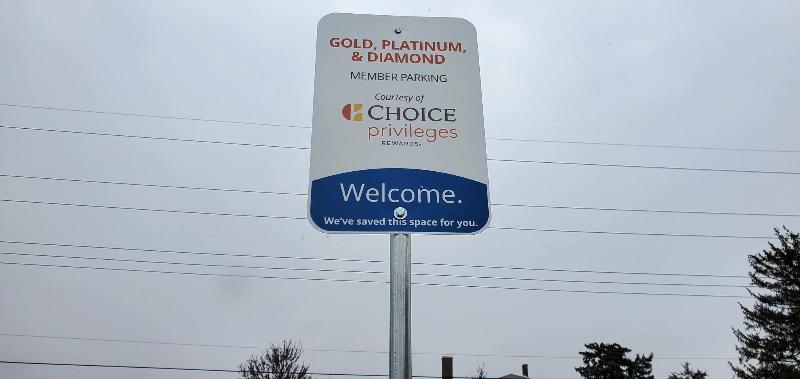 GOLD, PLATINUM,
& DIAMOND
MEMBER PARKING
Courtesy of
CHOICE
privileges
REWARDS®
Welcome.
We've saved this space for you.